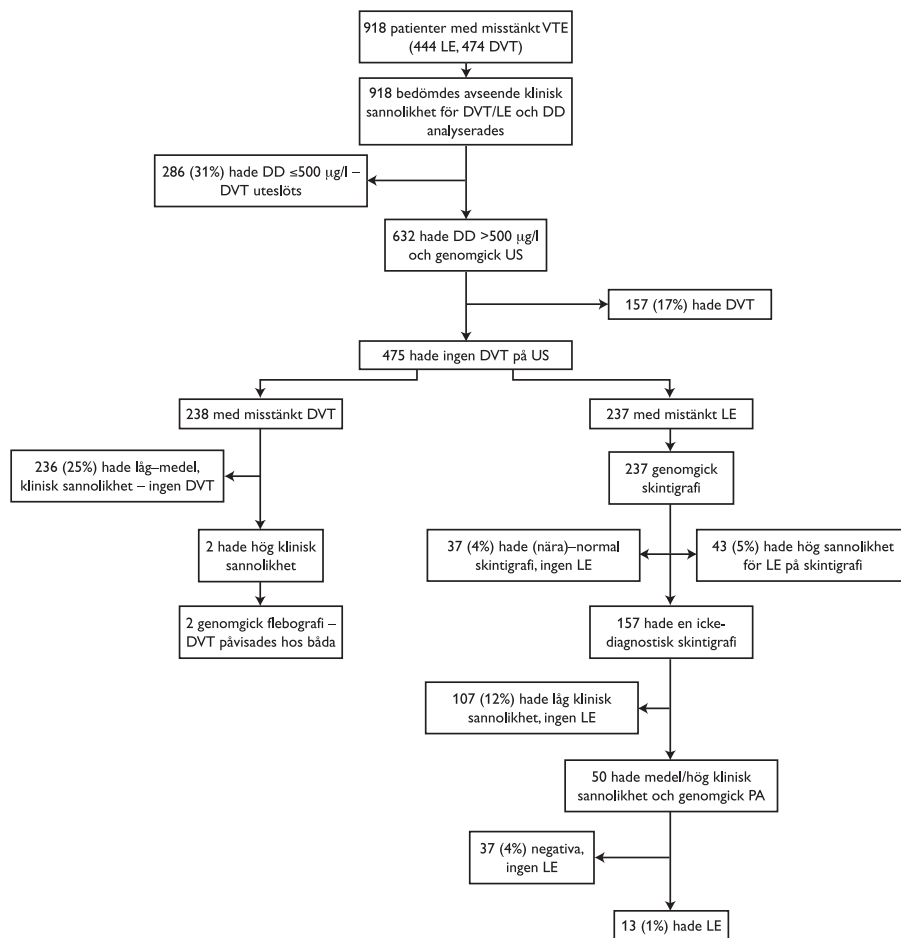 918 patienter med misstänkt VTE
(444 LE, 474 DVT)
918 bedömdes avseende klinisk
sannolikhet för DVT/LE och DD
analyserades
286 (31%) hade DD ≤500 µg/l –
DVT uteslöts
632 hade DD >500 µg/l
och genomgick US
157 (17%) hade DVT
475 hade ingen DVT på US
238 med misstänkt DVT
237 med mistänkt LE
236 (25%) hade låg–medel,
klinisk sannolikhet – ingen DVT
237 genomgick
skintigrafi
2 hade hög klinisk
sannolikhet
37 (4%) hade (nära)–normal
skintigrafi, ingen LE
43 (5%) hade hög sannolikhet
för LE på skintigrafi
2 genomgick flebografi –
DVT påvisades hos båda
157 hade en icke-
diagnostisk skintigrafi
107 (12%) hade låg klinisk
sannolikhet, ingen LE
50 hade medel/hög klinisk
sannolikhet och genomgick PA
37 (4%) negativa,
ingen LE
13 (1%) hade LE